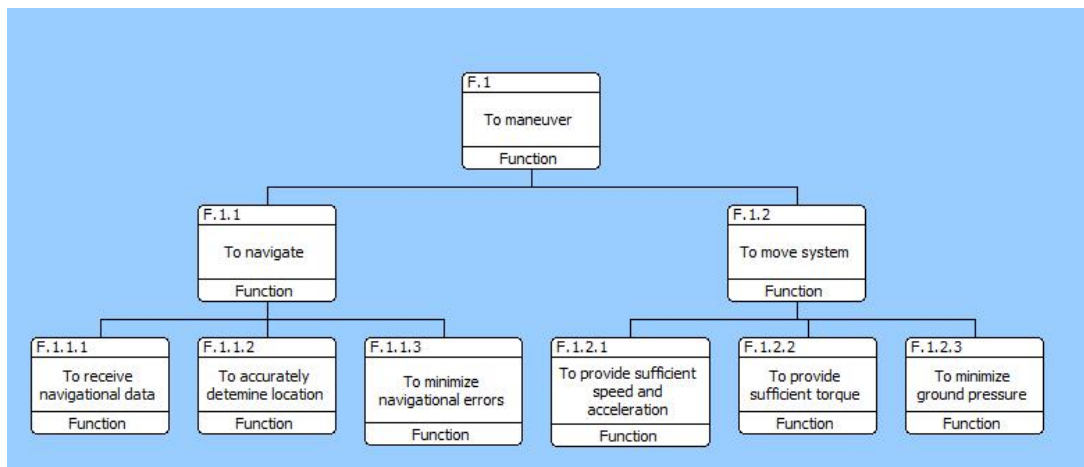 F.1
To maneuver
Function
F.1.1
To navigate
Function
F.1.2
To move system
Function
F.1.1.1
To receive
navigational data
Function
F.1.1.2
To accurately
detemine location
Function
F.1.1.3
To minimize
navigational errors
Function
F.1.2.1
To provide sufficient
speed and
acceleration
Function
F.1.2.2
To provide
sufficient torque
Function
F.1.2.3
To minimize
ground pressure
Function